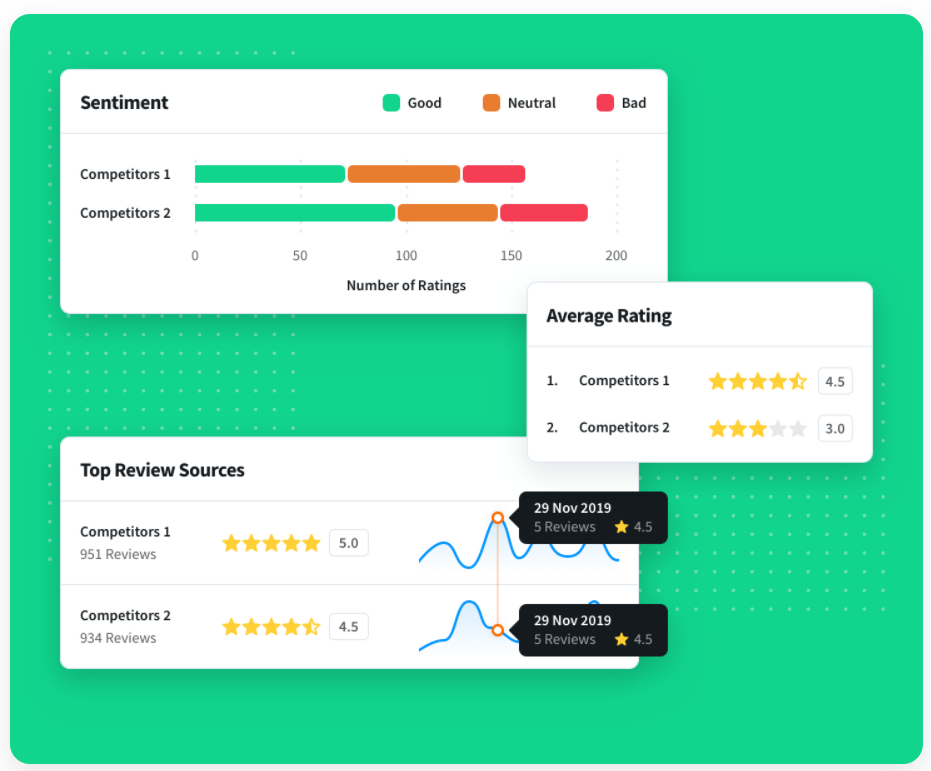 Sentiment
Good Neutral Bad
Competitors 1
Competitors 2
0 50 100 150 200
Number of Ratings
Average Rating
1. Competitors 1 4.5
2. Competitors 2 3.0
Top Review Sources
Competitors 1
951 Reviews
5.0
29 Nov 2019
5 Reviews 4.5
Competitors 2
934 Reviews
4.5
29 Nov 2019
5 Reviews 4.5